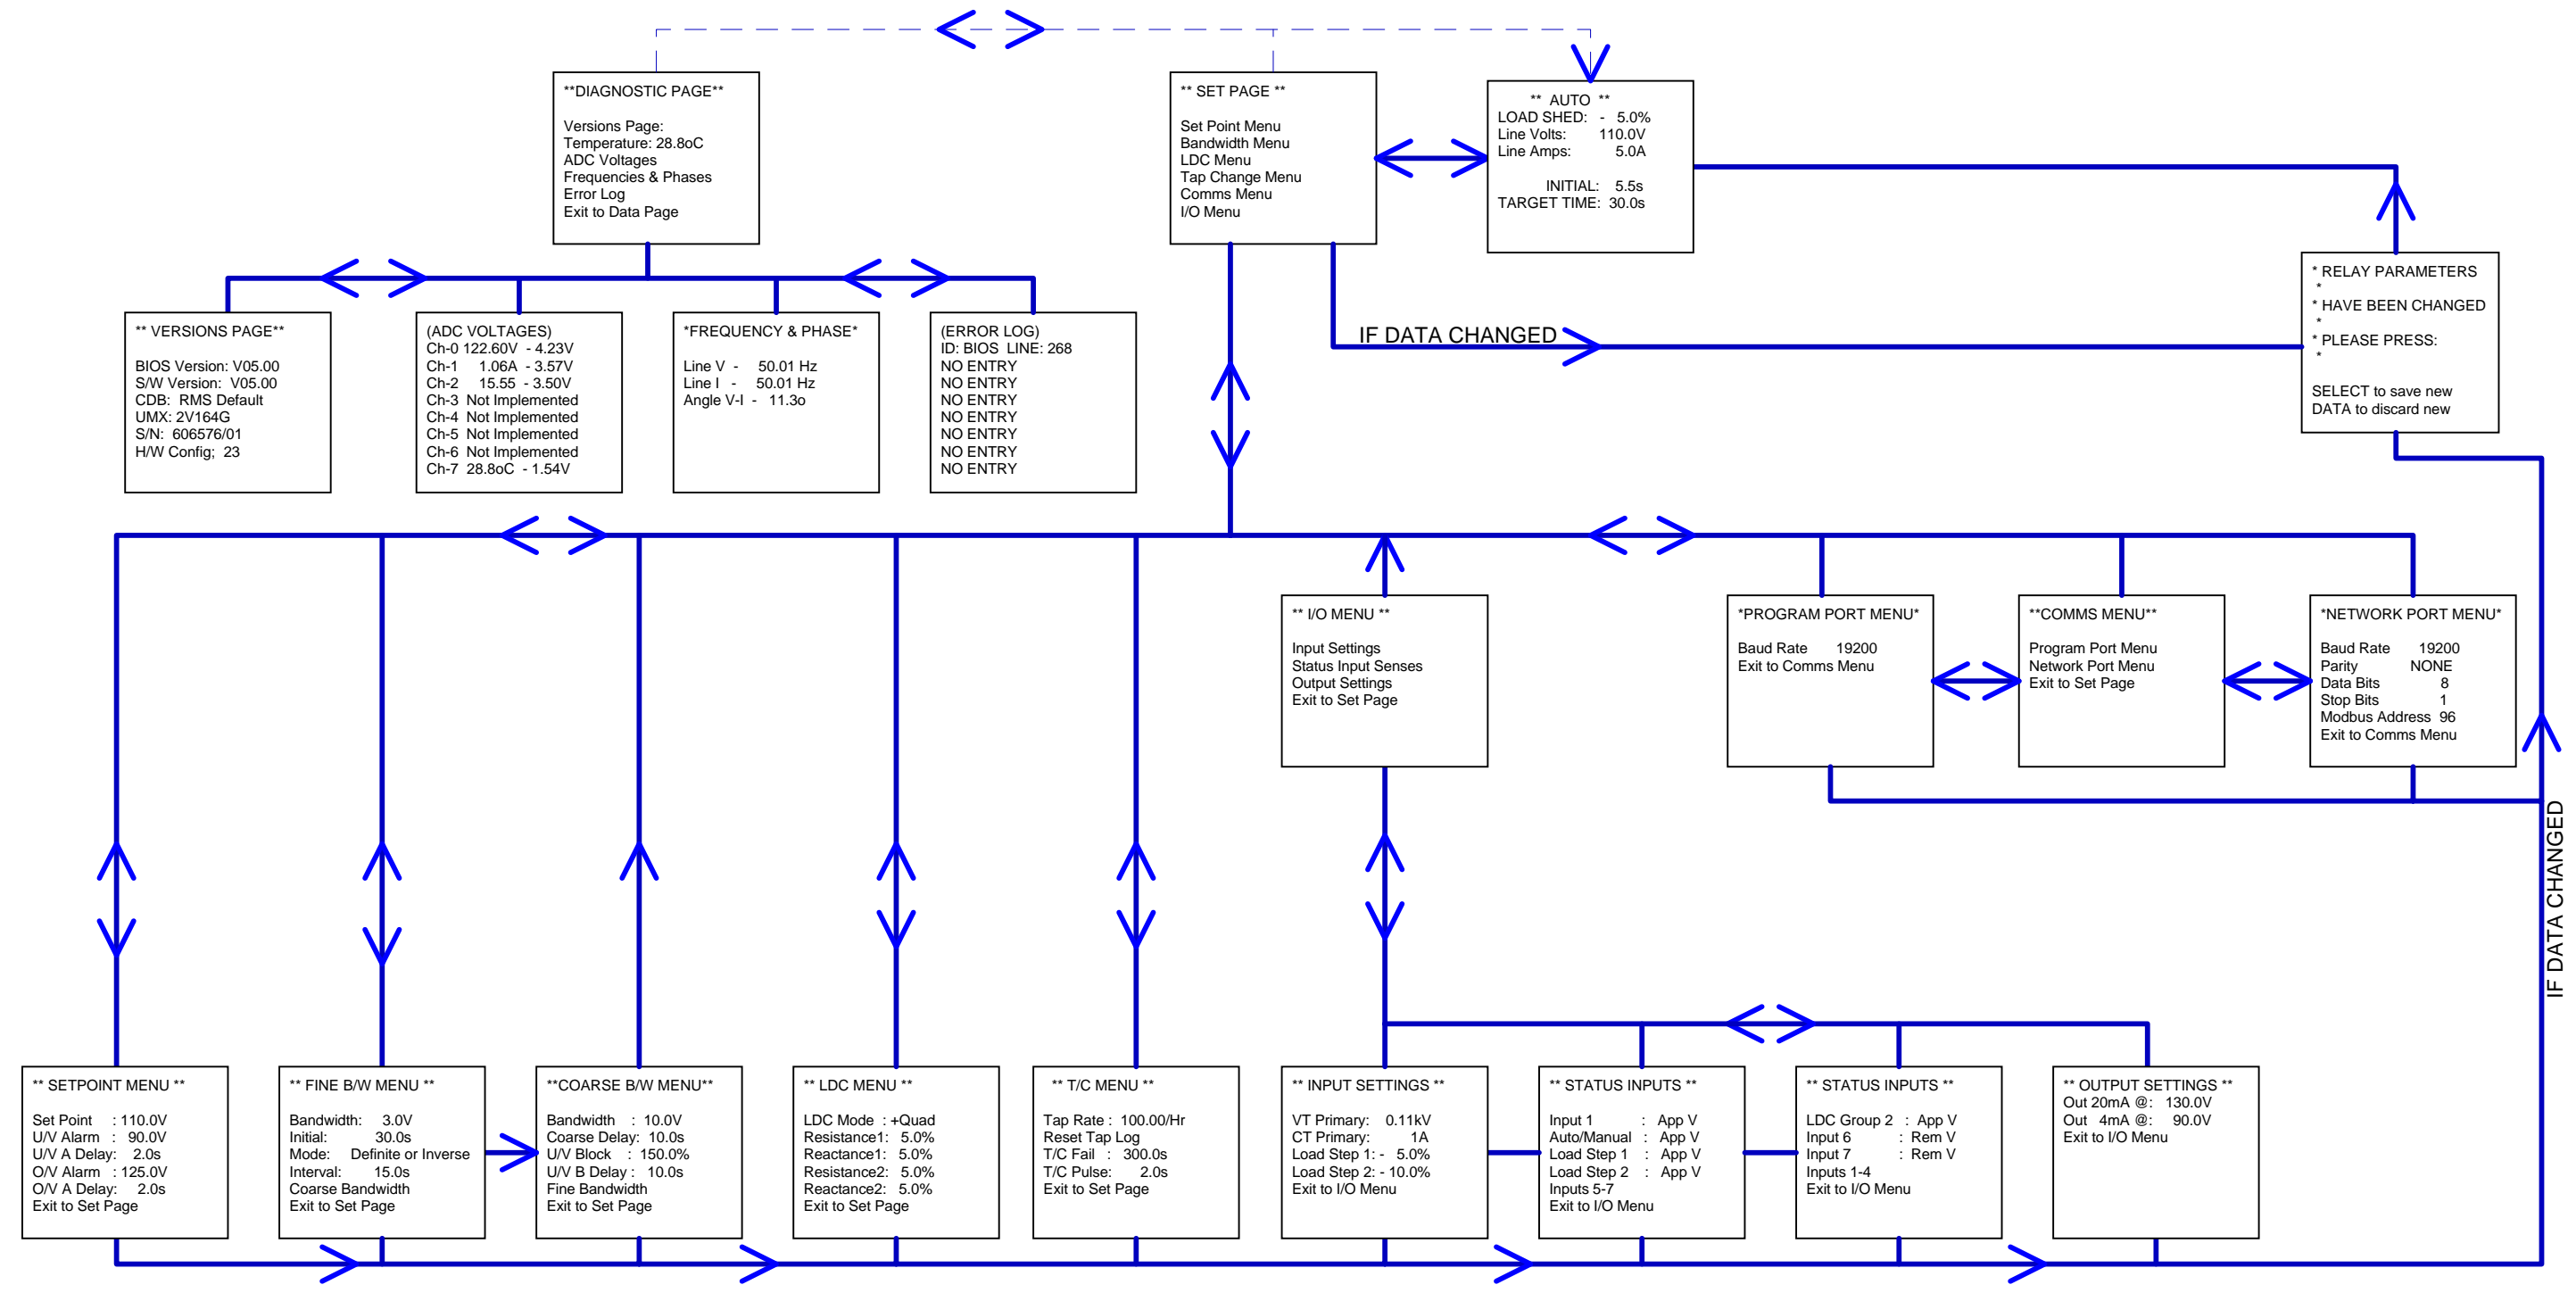 **DIAGNOSTIC PAGE**
Versions Page:
Temperature: 28.8oC
ADC Voltages
Frequencies & Phases
Error Log
Exit to Data Page
** SET PAGE **
Set Point Menu
Bandwidth Menu
LDC Menu
Tap Change Menu
Comms Menu
I/O Menu
** AUTO **
LOAD SHED: - 5.0%
Line Volts: 110.0V
Line Amps: 5.0A
INITIAL: 5.5s
TARGET TIME: 30.0s
* RELAY PARAMETERS
*
* HAVE BEEN CHANGED
*
* PLEASE PRESS:
*
SELECT to save new
DATA to discard new
IF DATA CHANGED
** VERSIONS PAGE**
BIOS Version: V05.00
S/W Version: V05.00
CDB: RMS Default
UMX: 2V164G
S/N: 606576/01
H/W Config; 23
(ADC VOLTAGES)
Ch-0 122.60V - 4.23V
Ch-1 1.06A - 3.57V
Ch-2 15.55 - 3.50V
Ch-3 Not Implemented
Ch-4 Not Implemented
Ch-5 Not Implemented
Ch-6 Not Implemented
Ch-7 28.8oC - 1.54V
*FREQUENCY & PHASE*
Line V - 50.01 Hz
Line I - 50.01 Hz
Angle V-I - 11.3o
(ERROR LOG)
ID: BIOS LINE: 268
NO ENTRY
NO ENTRY
NO ENTRY
NO ENTRY
NO ENTRY
NO ENTRY
NO ENTRY
** I/O MENU **
Input Settings
Status Input Senses
Output Settings
Exit to Set Page
*PROGRAM PORT MENU*
Baud Rate 19200
Exit to Comms Menu
**COMMS MENU**
Program Port Menu
Network Port Menu
Exit to Set Page
*NETWORK PORT MENU*
Baud Rate 19200
Parity NONE
Data Bits 8
Stop Bits 1
Modbus Address 96
Exit to Comms Menu
IF DATA CHANGED
** SETPOINT MENU **
Set Point : 110.0V
U/V Alarm : 90.0V
U/V A Delay: 2.0s
O/V Alarm : 125.0V
O/V A Delay: 2.0s
Exit to Set Page
** FINE B/W MENU **
Bandwidth: 3.0V
Initial: 30.0s
Mode: Definite or Inverse
Interval: 15.0s
Coarse Bandwidth
Exit to Set Page
**COARSE B/W MENU**
Bandwidth : 10.0V
Coarse Delay: 10.0s
U/V Block : 150.0%
U/V B Delay : 10.0s
Fine Bandwidth
Exit to Set Page
** LDC MENU **
LDC Mode : +Quad
Resistance1: 5.0%
Reactance1: 5.0%
Resistance2: 5.0%
Reactance2: 5.0%
Exit to Set Page
** T/C MENU **
Tap Rate : 100.00/Hr
Reset Tap Log
T/C Fail : 300.0s
T/C Pulse: 2.0s
Exit to Set Page
** INPUT SETTINGS **
VT Primary: 0.11kV
CT Primary: 1A
Load Step 1: - 5.0%
Load Step 2: - 10.0%
Exit to I/O Menu
** STATUS INPUTS **
Input 1 : App V
Auto/Manual : App V
Load Step 1 : App V
Load Step 2 : App V
Inputs 5-7
Exit to I/O Menu
** STATUS INPUTS **
LDC Group 2 : App V
Input 6 : Rem V
Input 7 : Rem V
Inputs 1-4
Exit to I/O Menu
** OUTPUT SETTINGS **
Out 20mA @: 130.0V
Out 4mA @: 90.0V
Exit to I/O Menu